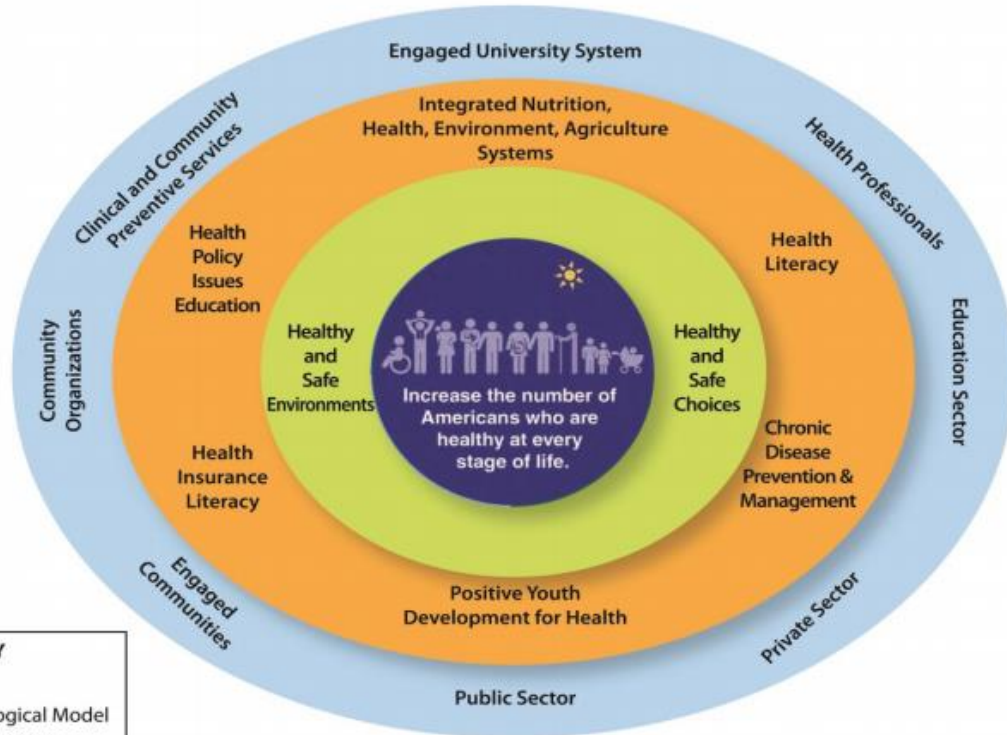 Engaged University System
Clinical and Community
Preventive Services
Health Professionals
Community
Organizations
Education Sector
Engaged
Communities
Private Sector
Public Sector
Integrated Nutrition,
Health, Environment, Agriculture
Systems
Health
Policy
Issues
Education
Health
Literacy
Health
Insurance
Literacy
Chronic
Disease
Prevention &
Management
Positive Youth
Development for Health
Healthy
and
Safe
Environments
Healthy
and
Safe
Choices
Increase the number of
Americans who are
healthy at every
stage of life.
Model